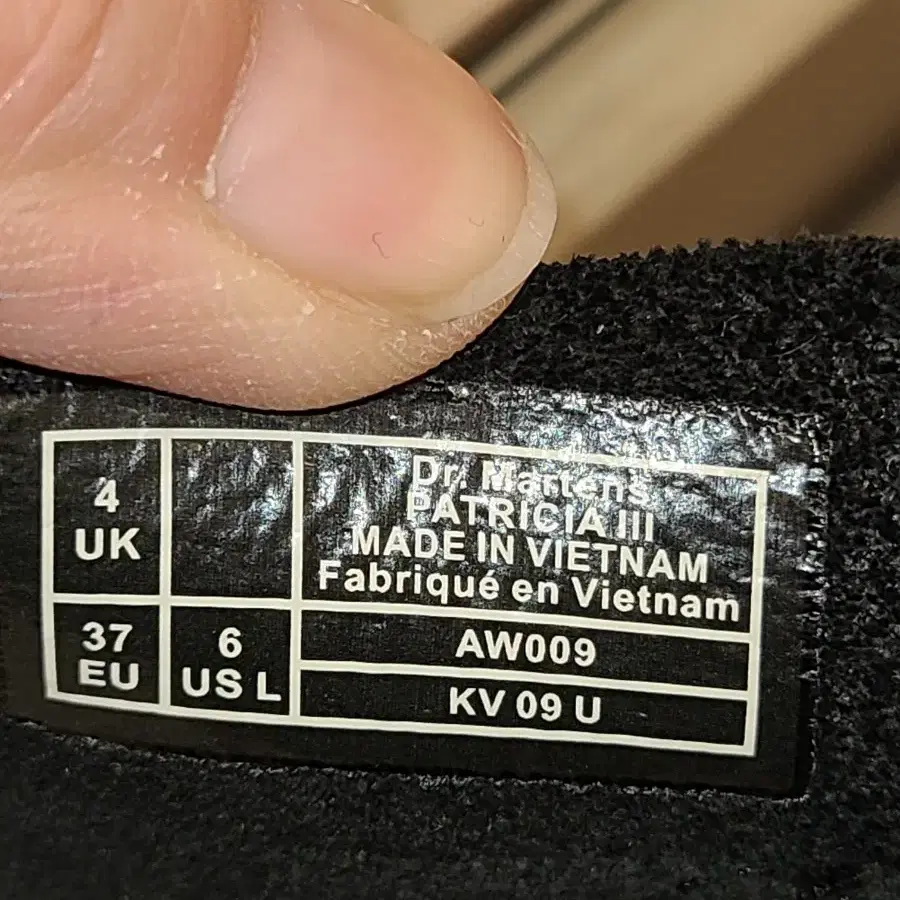 4
UK
Dr. Martens
PATRICIA III
MADE IN VIETNAM
Fabriqué en Vietnam
37
EU
6
US L
AW009
KV 09 U